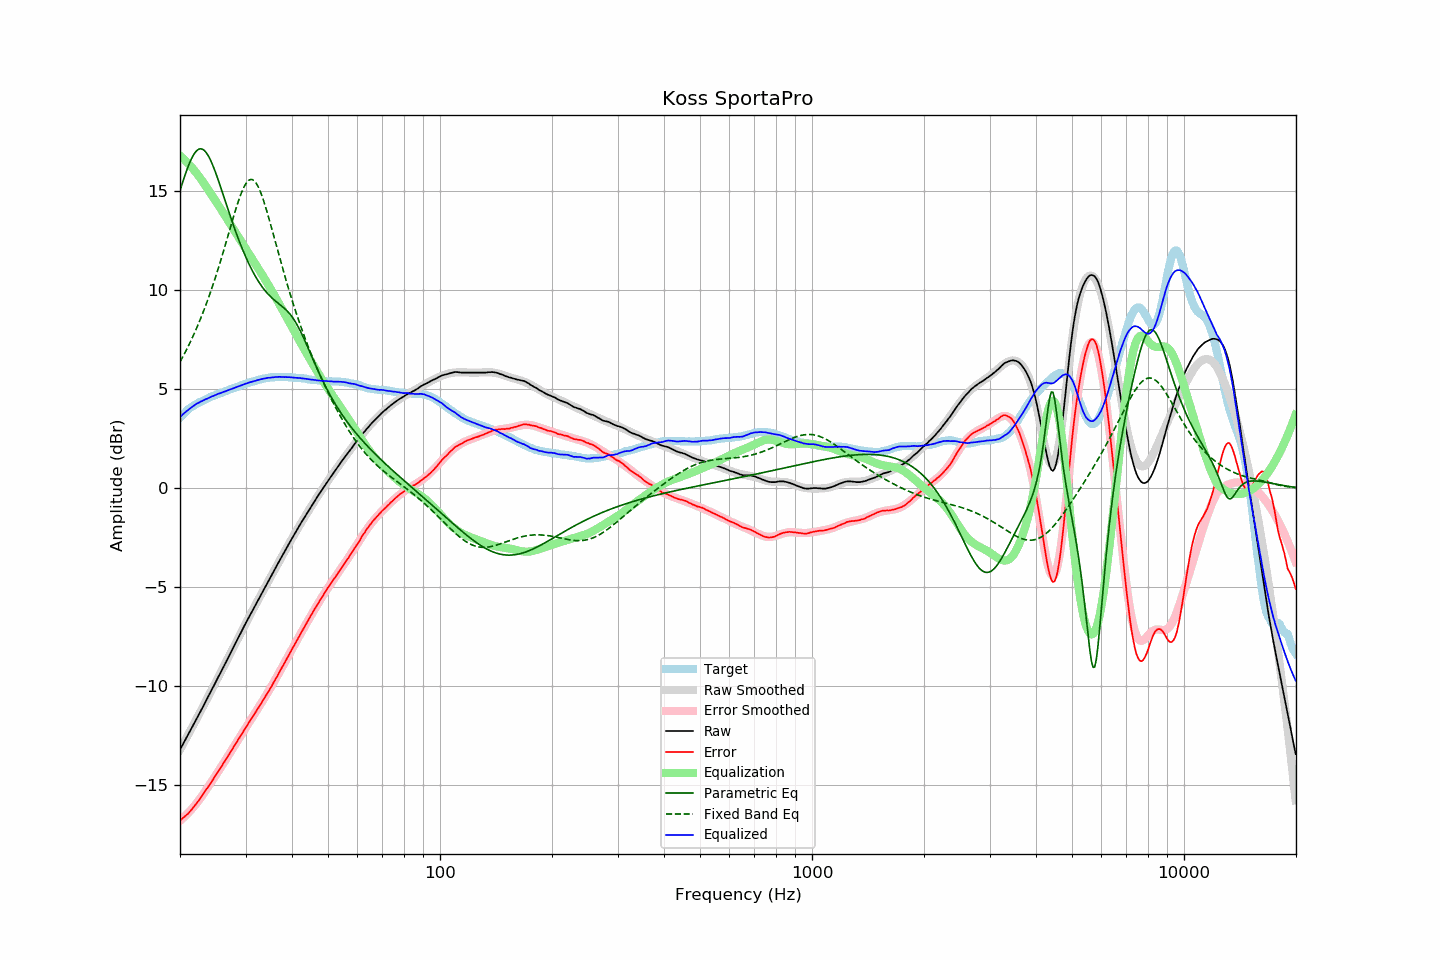 Koss SportaPro
Amplitude (dBr)
15
10
5
0
−5
−10
−15
Target
Raw Smoothed
Error Smoothed
Raw
Error
Equalization
Parametric Eq
Fixed Band Eq
Equalized
100
1000
10000
Frequency (Hz)